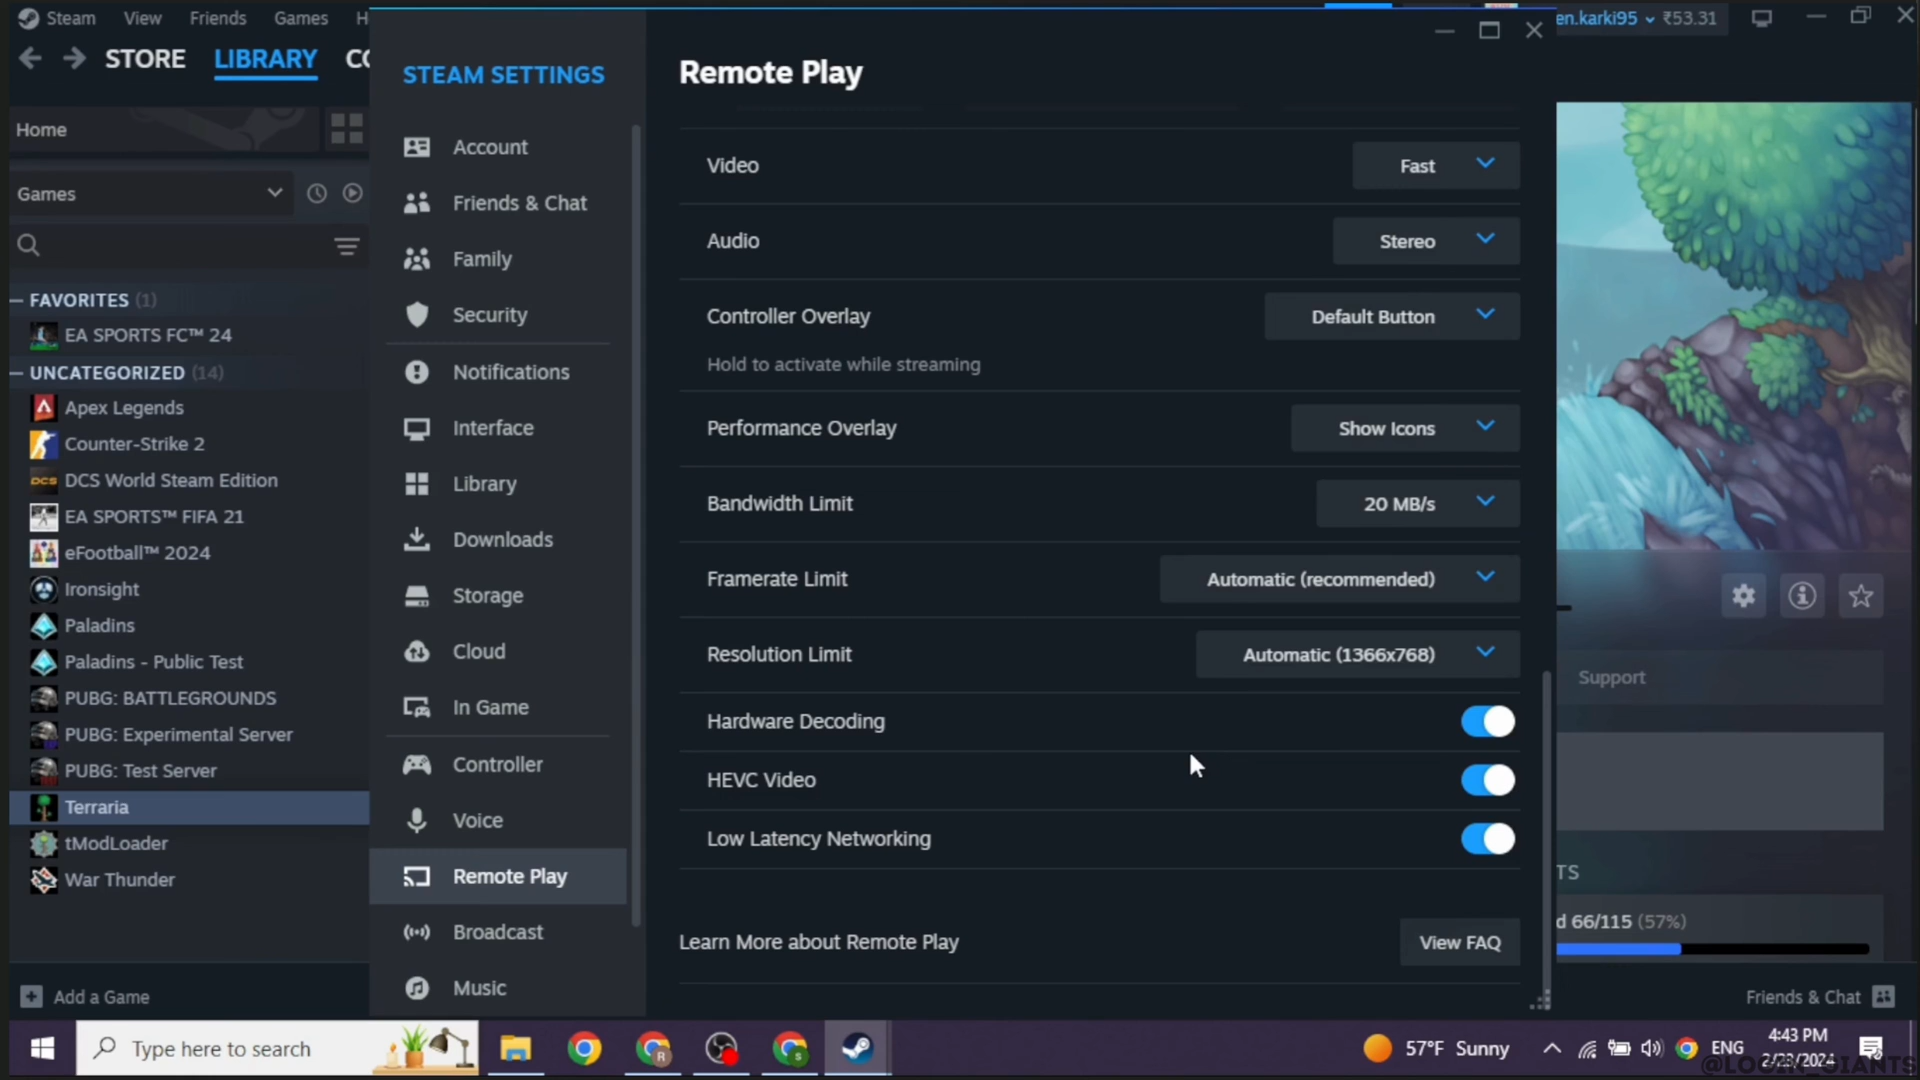 Steam View Friends Games H
en.karki95 ₹53.31
STORE LIBRARY CO
Home
Games
FAVORITES (1)
EA SPORTS FC™ 24
UNCATEGORIZED (14)
Apex Legends
Counter-Strike 2
DCS World Steam Edition
EA SPORTS™ FIFA 21
eFootball™ 2024
Ironsight
Paladins
Paladins - Public Test
PUBG: BATTLEGROUNDS
PUBG: Experimental Server
PUBG: Test Server
Terraria
tModLoader
War Thunder
Add a Game
STEAM SETTINGS
Account
Friends & Chat
Family
Security
Notifications
Interface
Library
Downloads
Storage
Cloud
In Game
Controller
Voice
Remote Play
Broadcast
Music
Remote Play
Video Fast
Audio Stereo
Controller Overlay Default Button
Hold to activate while streaming
Performance Overlay Show Icons
Bandwidth Limit 20 MB/s
Framerate Limit Automatic (recommended)
Resolution Limit Automatic (1366x768)
Hardware Decoding
HEVC Video
Low Latency Networking
Learn More about Remote Play View FAQ
Support
TS
d 66/115 (57%)
Friends & Chat
Type here to search
57°F Sunny
ENG
4:43 PM
2/23/2024